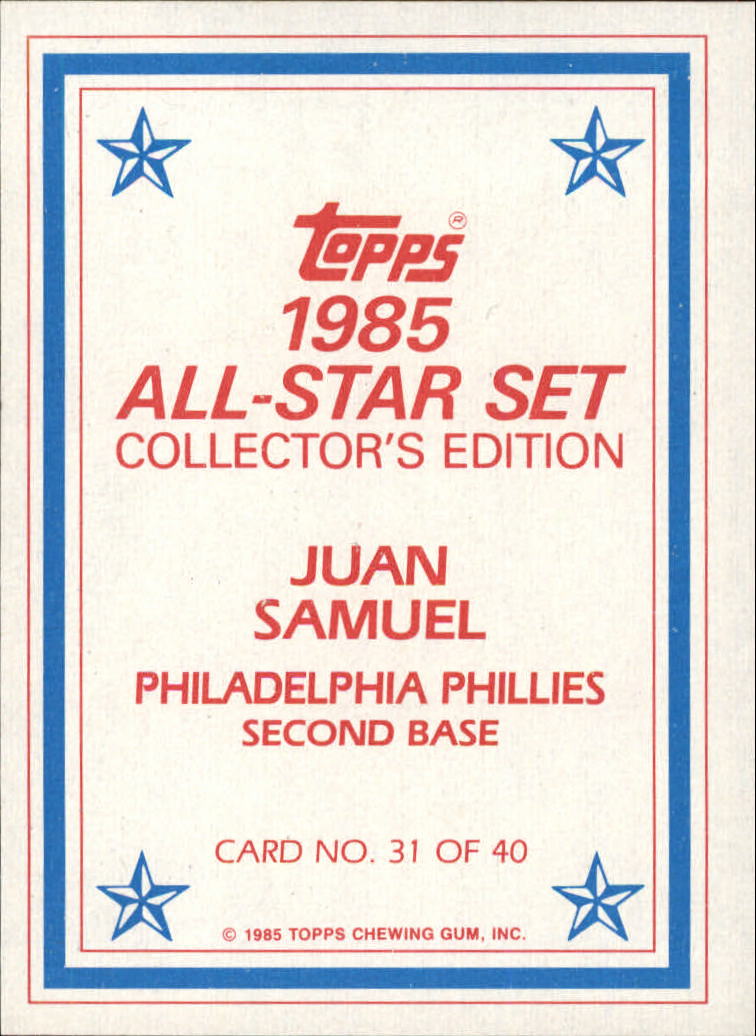 Topps®
1985
ALL-STAR SET
COLLECTOR'S EDITION
JUAN
SAMUEL
PHILADELPHIA PHILLIES
SECOND BASE
CARD NO. 31 OF 40
© 1985 TOPPS CHEWING GUM, INC.